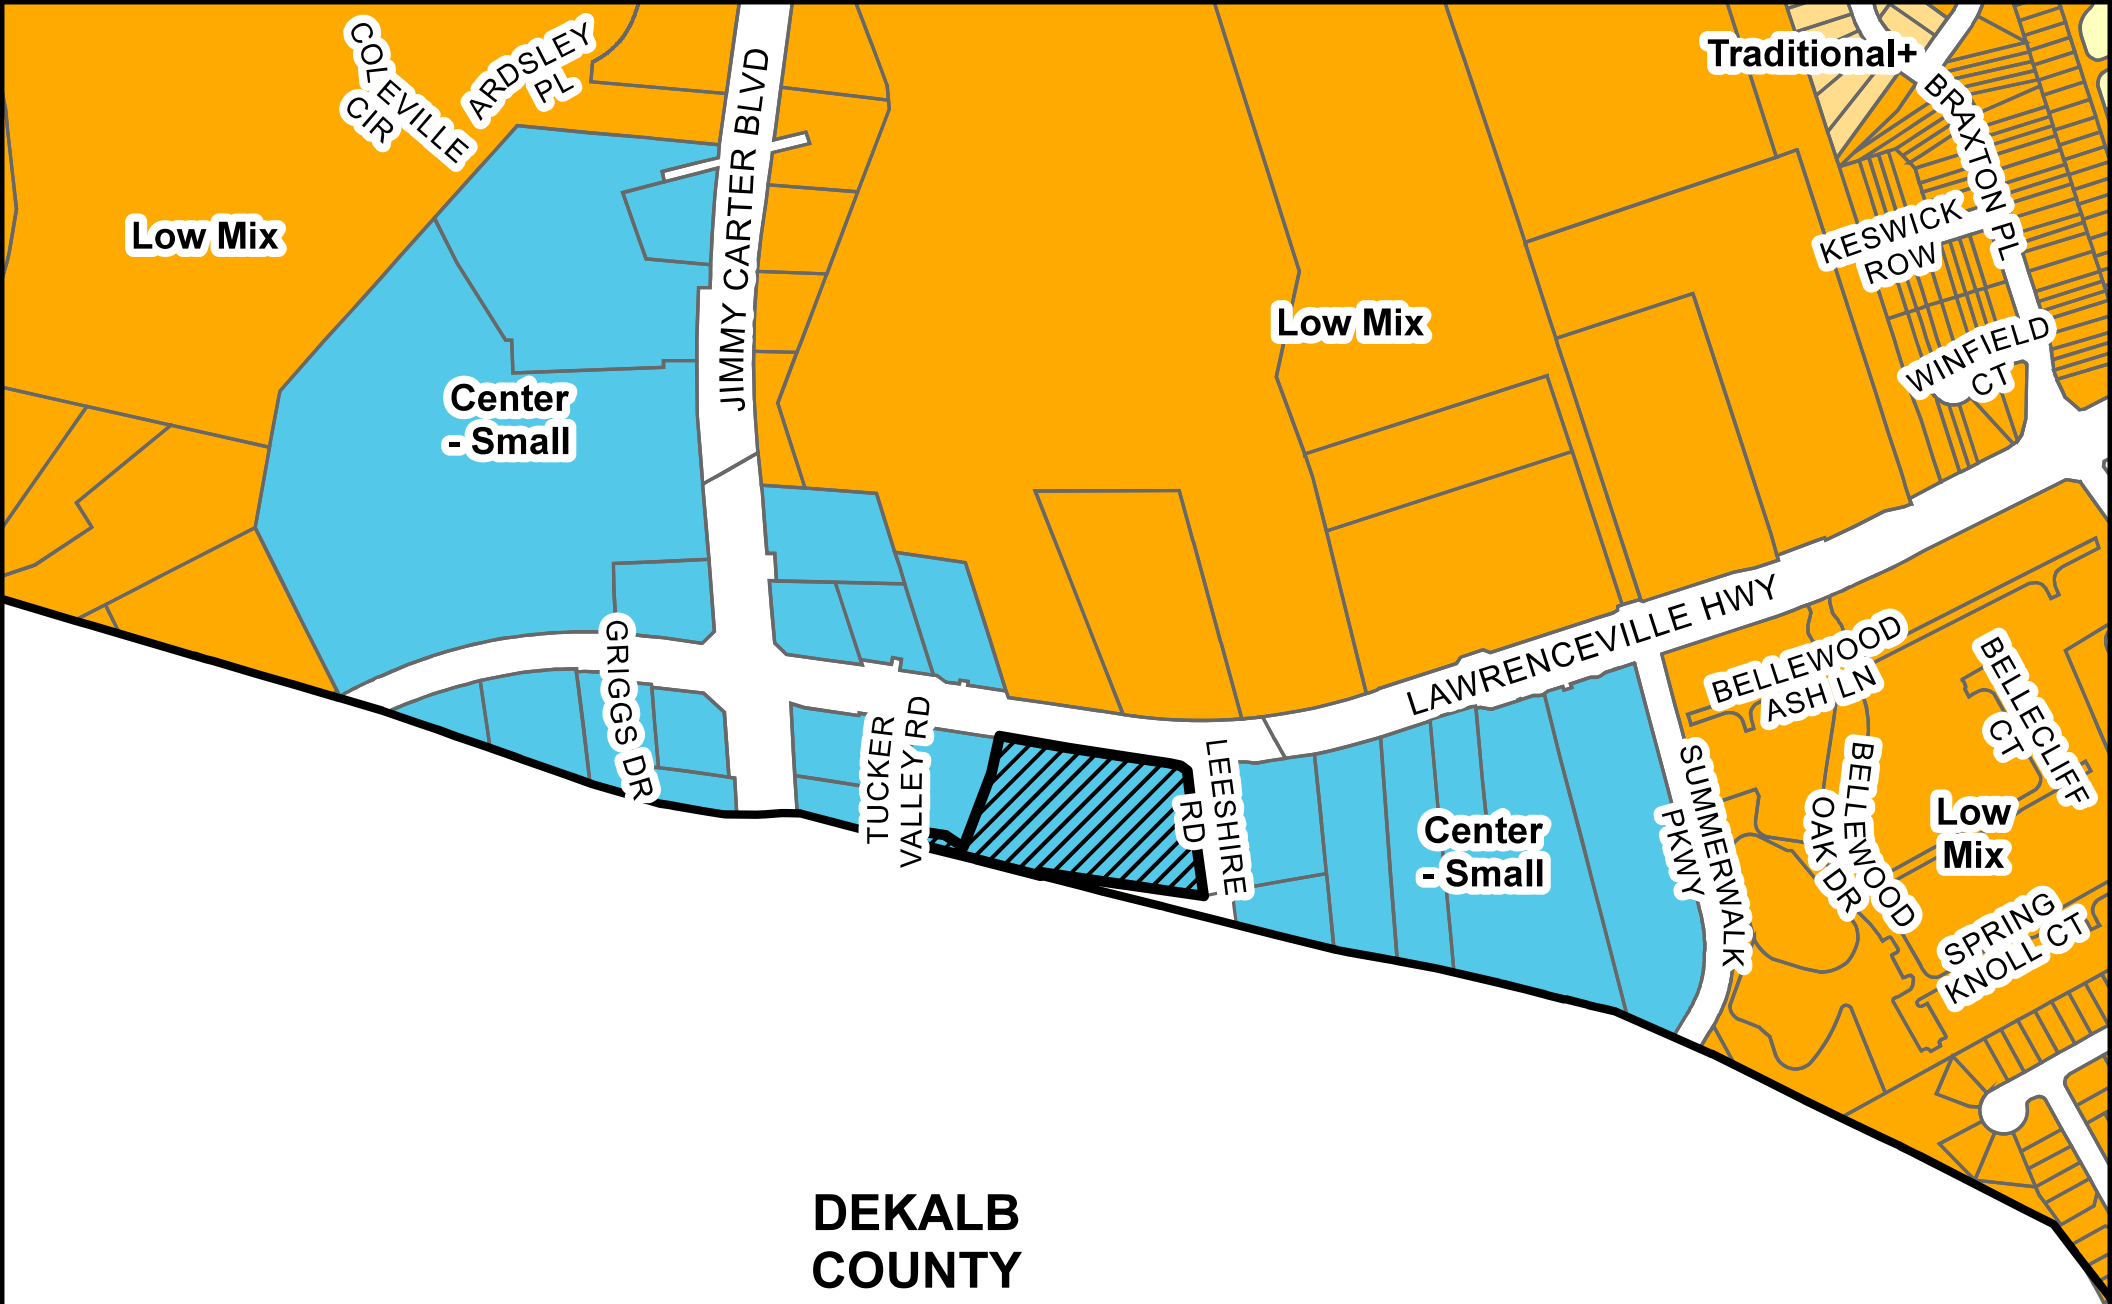 COLEVILLE
CIR
ARDSLEY
PL
JIMMY CARTER BLVD
Traditional+
BRAXTON PL
KESWICK
ROW
WINFIELD
CT
Low Mix
Low Mix
Center
- Small
GRIGGS DR
TUCKER
VALLEY RD
LAWRENCEVILLE HWY
LEESHIRE
RD
Center
- Small
SUMMERWALK
PKWY
BELLEWOOD
ASH LN
BELLECLIFF
CT
BELLEWOOD
OAK DR
Low
Mix
SPRING
KNOLL CT
DEKALB
COUNTY